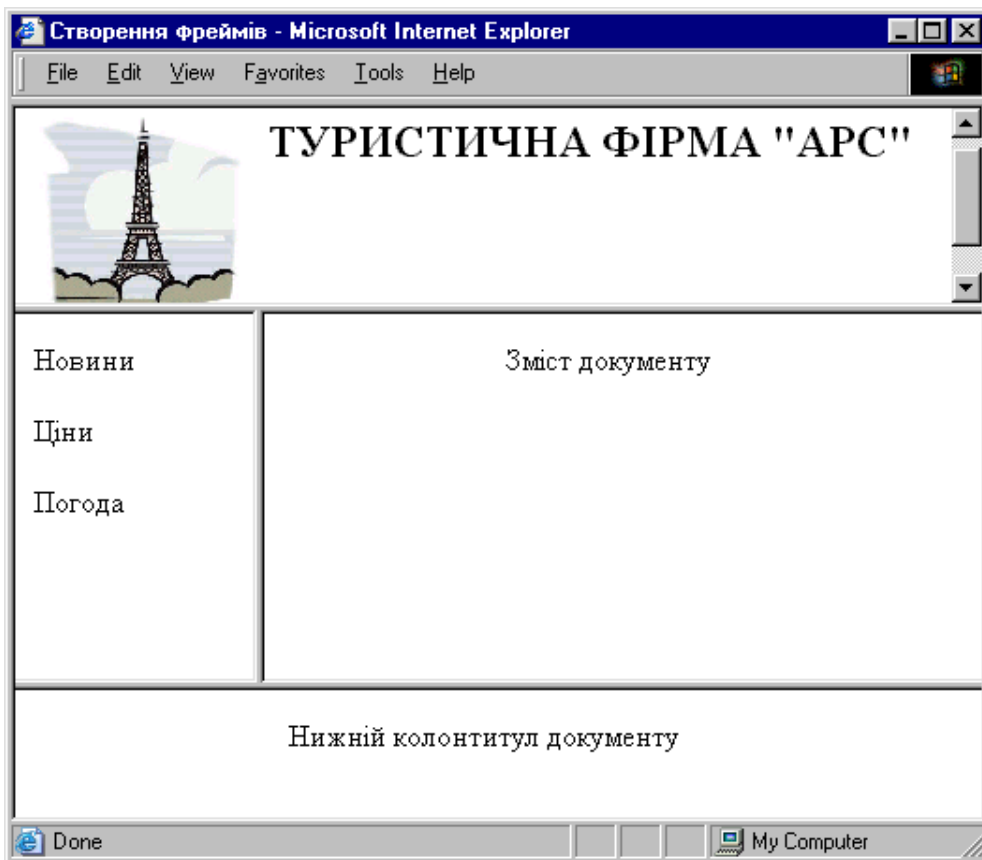 Створення фреймів - Microsoft Internet Explorer
File Edit View Favorites Tools Help
ТУРИСТИЧНА ФІРМА "АРС"
Новини
Ціни
Погода
Зміст документу
Нижній колонтитул документу
Done My Computer